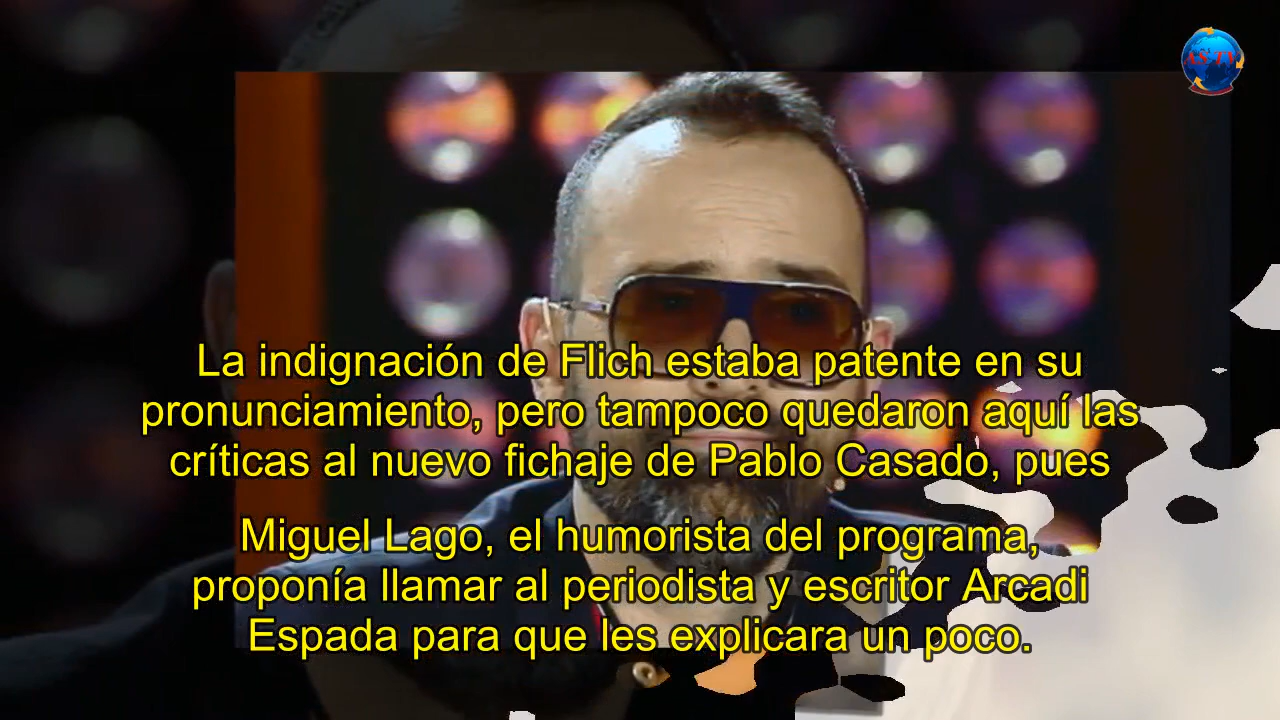 AS TV
La indignación de Flich estaba patente en su
pronunciamiento, pero tampoco quedaron aquí las
críticas al nuevo fichaje de Pablo Casado, pues
Miguel Lago, el humorista del programa,
proponía llamar al periodista y escritor Arcadi
Espada para que les explicara un poco.